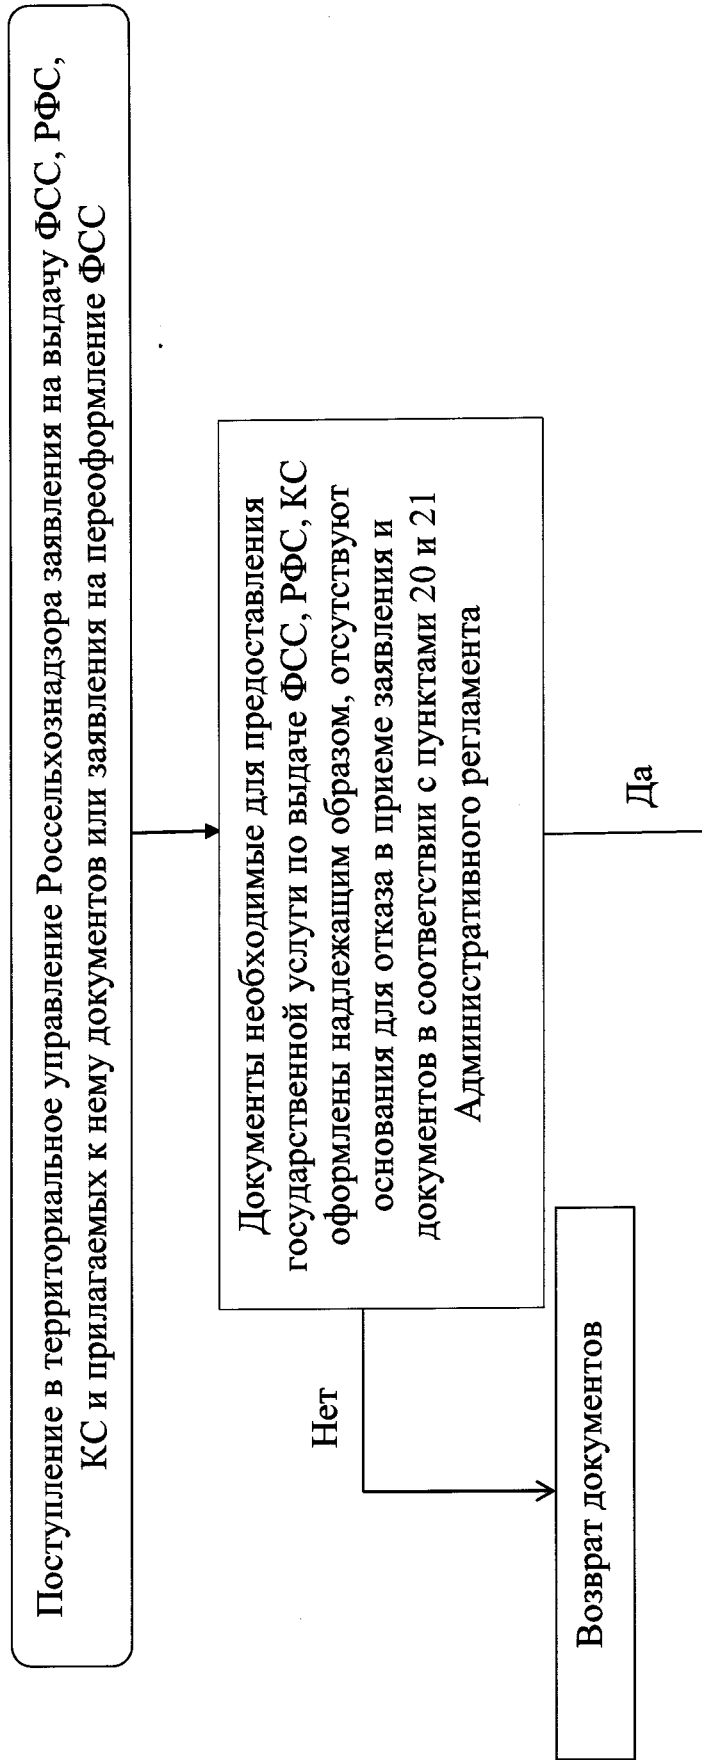 Поступление в территориальное управление Россельхознадзора заявления на выдачу ФСС, РФС,
КС и прилагаемых к нему документов или заявления на переоформление ФСС
Документы необходимые для предоставления
государственной услуги по выдаче ФСС, РФС, КС
оформлены надлежащим образом, отсутствуют
основания для отказа в приеме заявления и
документов в соответствии с пунктами 20 и 21
Административного регламента
Нет
Да
Возврат документов